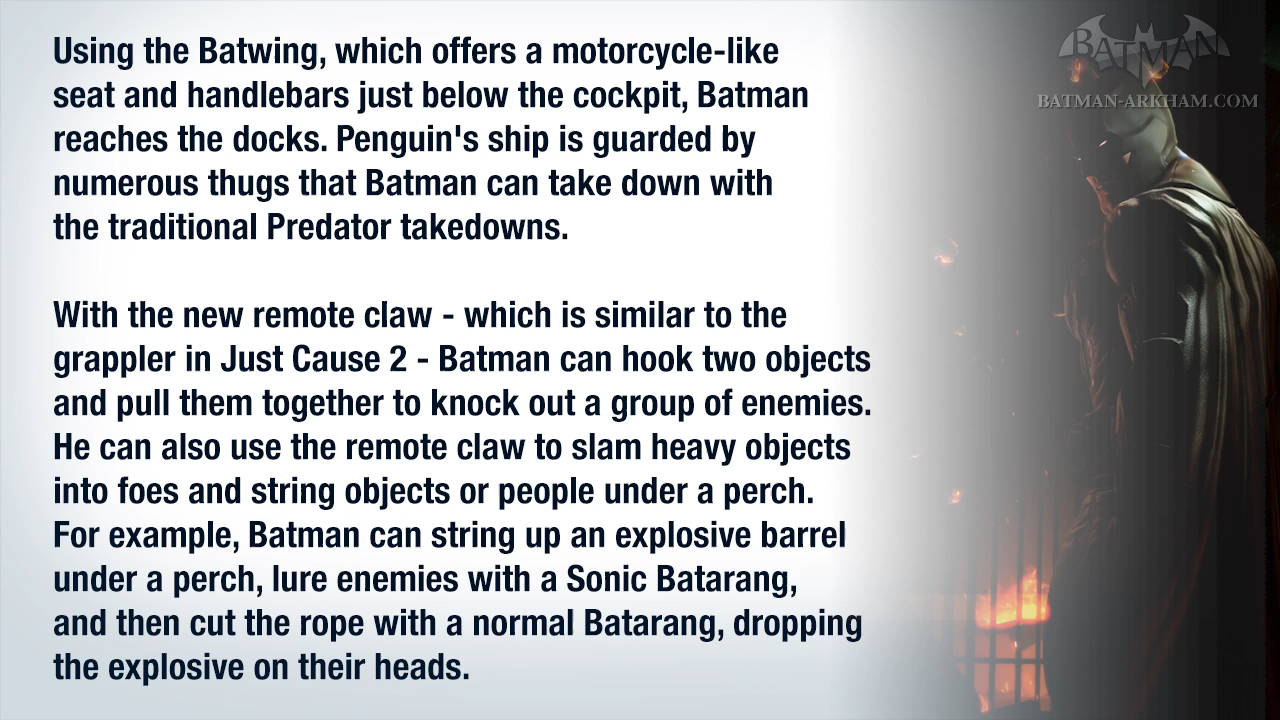 Using the Batwing, which offers a motorcycle-like
seat and handlebars just below the cockpit, Batman
reaches the docks. Penguin's ship is guarded by
numerous thugs that Batman can take down with
the traditional Predator takedowns.
With the new remote claw - which is similar to the
grappler in Just Cause 2 - Batman can hook two objects
and pull them together to knock out a group of enemies.
He can also use the remote claw to slam heavy objects
into foes and string objects or people under a perch.
For example, Batman can string up an explosive barrel
under a perch, lure enemies with a Sonic Batarang,
and then cut the rope with a normal Batarang, dropping
the explosive on their heads.
BATMAN
BATMAN-ARKHAM.COM